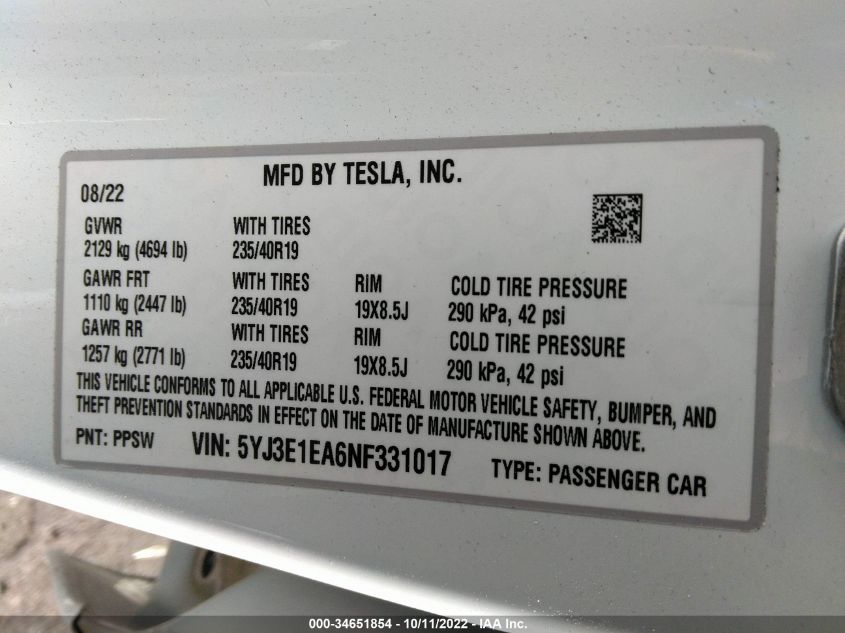 MFD BY TESLA, INC.
08/22
GVWR WITH TIRES
2129 kg (4694 lb) 235/40R19
GAWR FRT WITH TIRES RIM COLD TIRE PRESSURE
1110 kg (2447 lb) 235/40R19 19X8.5J 290 kPa, 42 psi
GAWR RR WITH TIRES RIM COLD TIRE PRESSURE
1257 kg (2771 lb) 235/40R19 19X8.5J 290 kPa, 42 psi
THIS VEHICLE CONFORMS TO ALL APPLICABLE U.S. FEDERAL MOTOR VEHICLE SAFETY, BUMPER, AND
THEFT PREVENTION STANDARDS IN EFFECT ON THE DATE OF MANUFACTURE SHOWN ABOVE.
PNT: PPSW VIN: 5YJ3E1EA6NF331017 TYPE: PASSENGER CAR
000-34651854 - 10/11/2022 - IAA Inc.